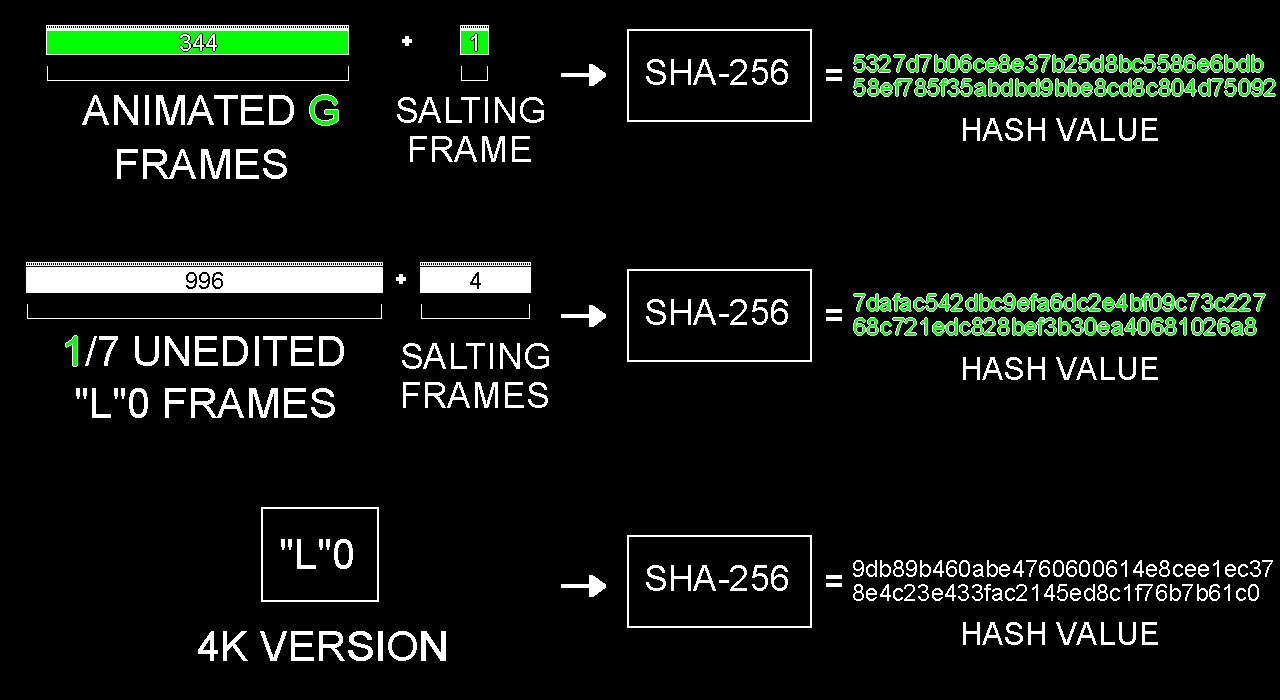 344 + 1
ANIMATED G
FRAMES
SALTING
FRAME
SHA-256
= 5327d7b06ce8e37b25d8bc5586e6bdb
58ef785f35abdbd9bbe8cd8c804d75092
HASH VALUE
996 + 4
1/7 UNEDITED
"L"0 FRAMES
SALTING
FRAMES
SHA-256
= 7dafac542dbc9efa6dc2e4bf09c73c227
68c721edc828bef3b30ea40681026a8
HASH VALUE
"L"0
4K VERSION
SHA-256
= 9db89b460abe4760600614e8cee1ec37
8e4c23e433fac2145ed8c1f76b7b61c0
HASH VALUE